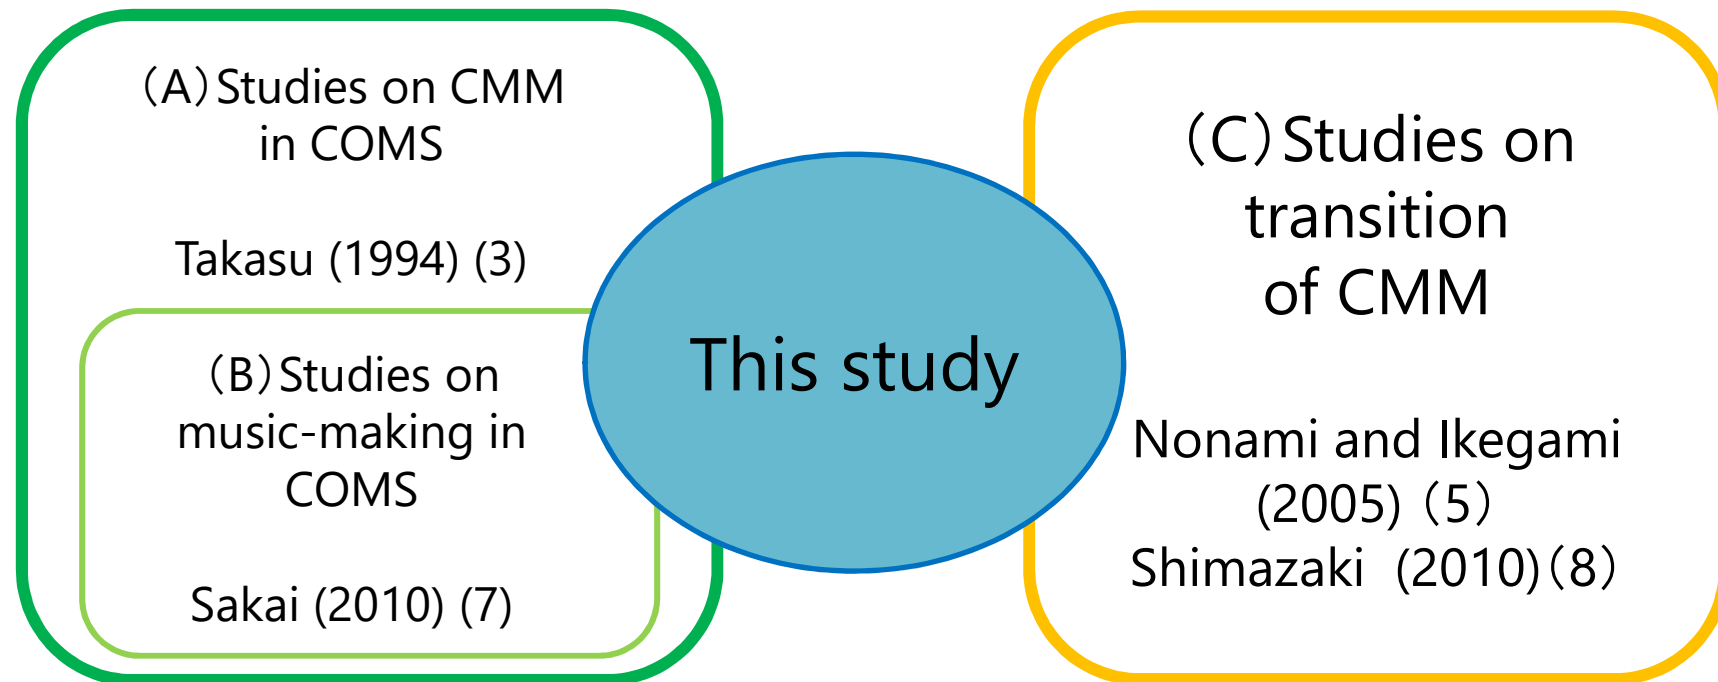 （A）Studies on CMM
in COMS
Takasu (1994) (3)
（B）Studies on
music-making in
COMS
Sakai (2010) (7)
This study
（C）Studies on
transition
of CMM
Nonami and Ikegami
(2005)（5）
Shimazaki (2010)（8）